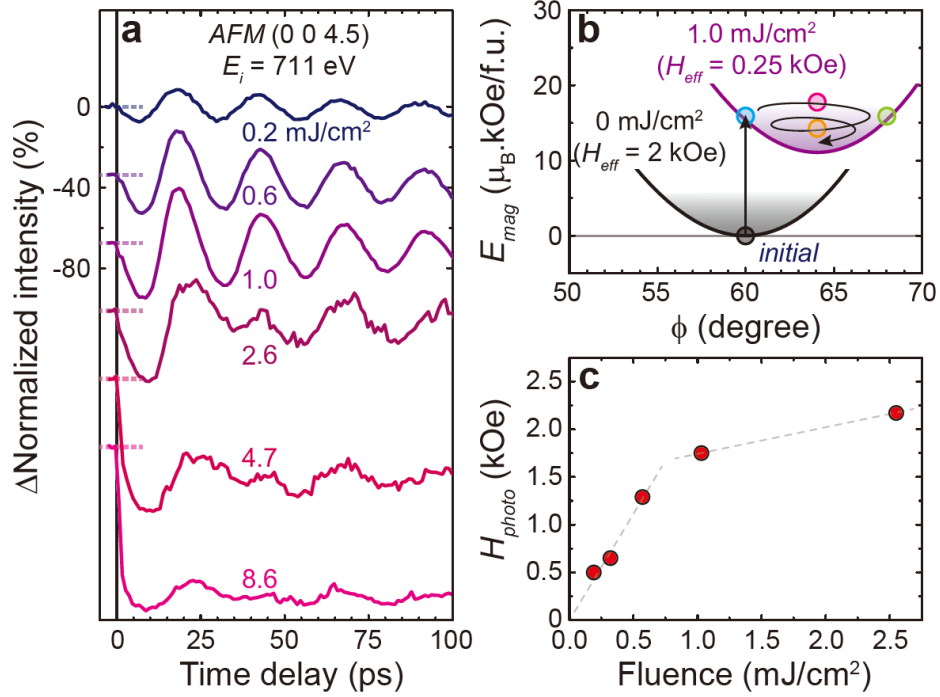 a
AFM (0 0 4.5)
E_i = 711 eV
0.2 mJ/cm²
0.6
1.0
2.6
4.7
8.6
0
-40
-80
ΔNormalized intensity (%)
0 25 50 75 100
Time delay (ps)
b
1.0 mJ/cm²
(H_eff = 0.25 kOe)
0 mJ/cm²
(H_eff = 2 kOe)
initial
30
20
10
0
E_mag (μ_B.kOe/f.u.)
50 55 60 65 70
ϕ (degree)
c
2.5
2.0
1.5
1.0
0.5
0
H_photo (kOe)
0.0 0.5 1.0 1.5 2.0 2.5
Fluence (mJ/cm²)